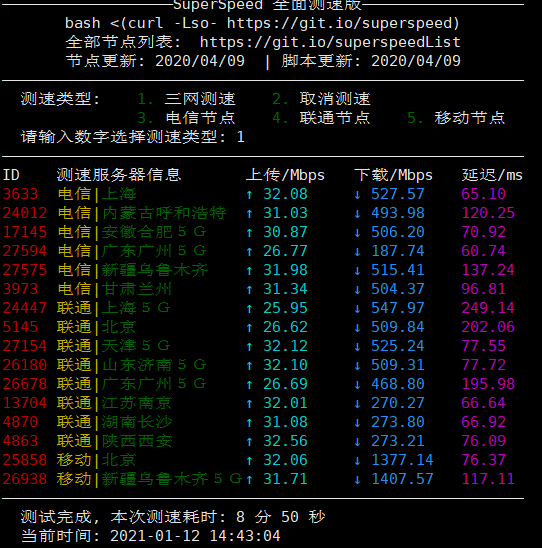 SuperSpeed 全面测速版
bash <(curl -Lso- https://git.io/superspeed)
全部节点列表: https://git.io/superspeedList
节点更新: 2020/04/09 | 脚本更新: 2020/04/09
测速类型: 1. 三网测速 2. 取消测速
3. 电信节点 4. 联通节点 5. 移动节点
请输入数字选择测速类型: 1
ID 测速服务器信息 上传/Mbps 下载/Mbps 延迟/ms
3633 电信|上海 ↑ 32.08 ↓ 527.57 65.10
24012 电信|内蒙古呼和浩特 ↑ 31.03 ↓ 493.98 120.25
17145 电信|安徽合肥５Ｇ ↑ 30.87 ↓ 506.20 70.92
27594 电信|广东广州５Ｇ ↑ 26.77 ↓ 187.74 60.74
27575 电信|新疆乌鲁木齐 ↑ 31.98 ↓ 515.41 137.24
3973 电信|甘肃兰州 ↑ 31.34 ↓ 504.37 96.81
24447 联通|上海５Ｇ ↑ 25.95 ↓ 547.97 249.14
5145 联通|北京 ↑ 26.62 ↓ 509.84 202.06
27154 联通|天津５Ｇ ↑ 32.12 ↓ 525.24 77.55
26180 联通|山东济南５Ｇ ↑ 32.10 ↓ 509.31 77.72
26678 联通|广东广州５Ｇ ↑ 26.69 ↓ 468.80 195.98
13704 联通|江苏南京 ↑ 32.01 ↓ 270.27 66.64
4870 联通|湖南长沙 ↑ 31.08 ↓ 273.80 66.92
4863 联通|陕西西安 ↑ 32.56 ↓ 273.21 76.09
25858 移动|北京 ↑ 32.06 ↓ 1377.14 76.37
26938 移动|新疆乌鲁木齐５Ｇ↑ 31.71 ↓ 1407.57 117.11
测试完成, 本次测速耗时: 8 分 50 秒
当前时间: 2021-01-12 14:43:04